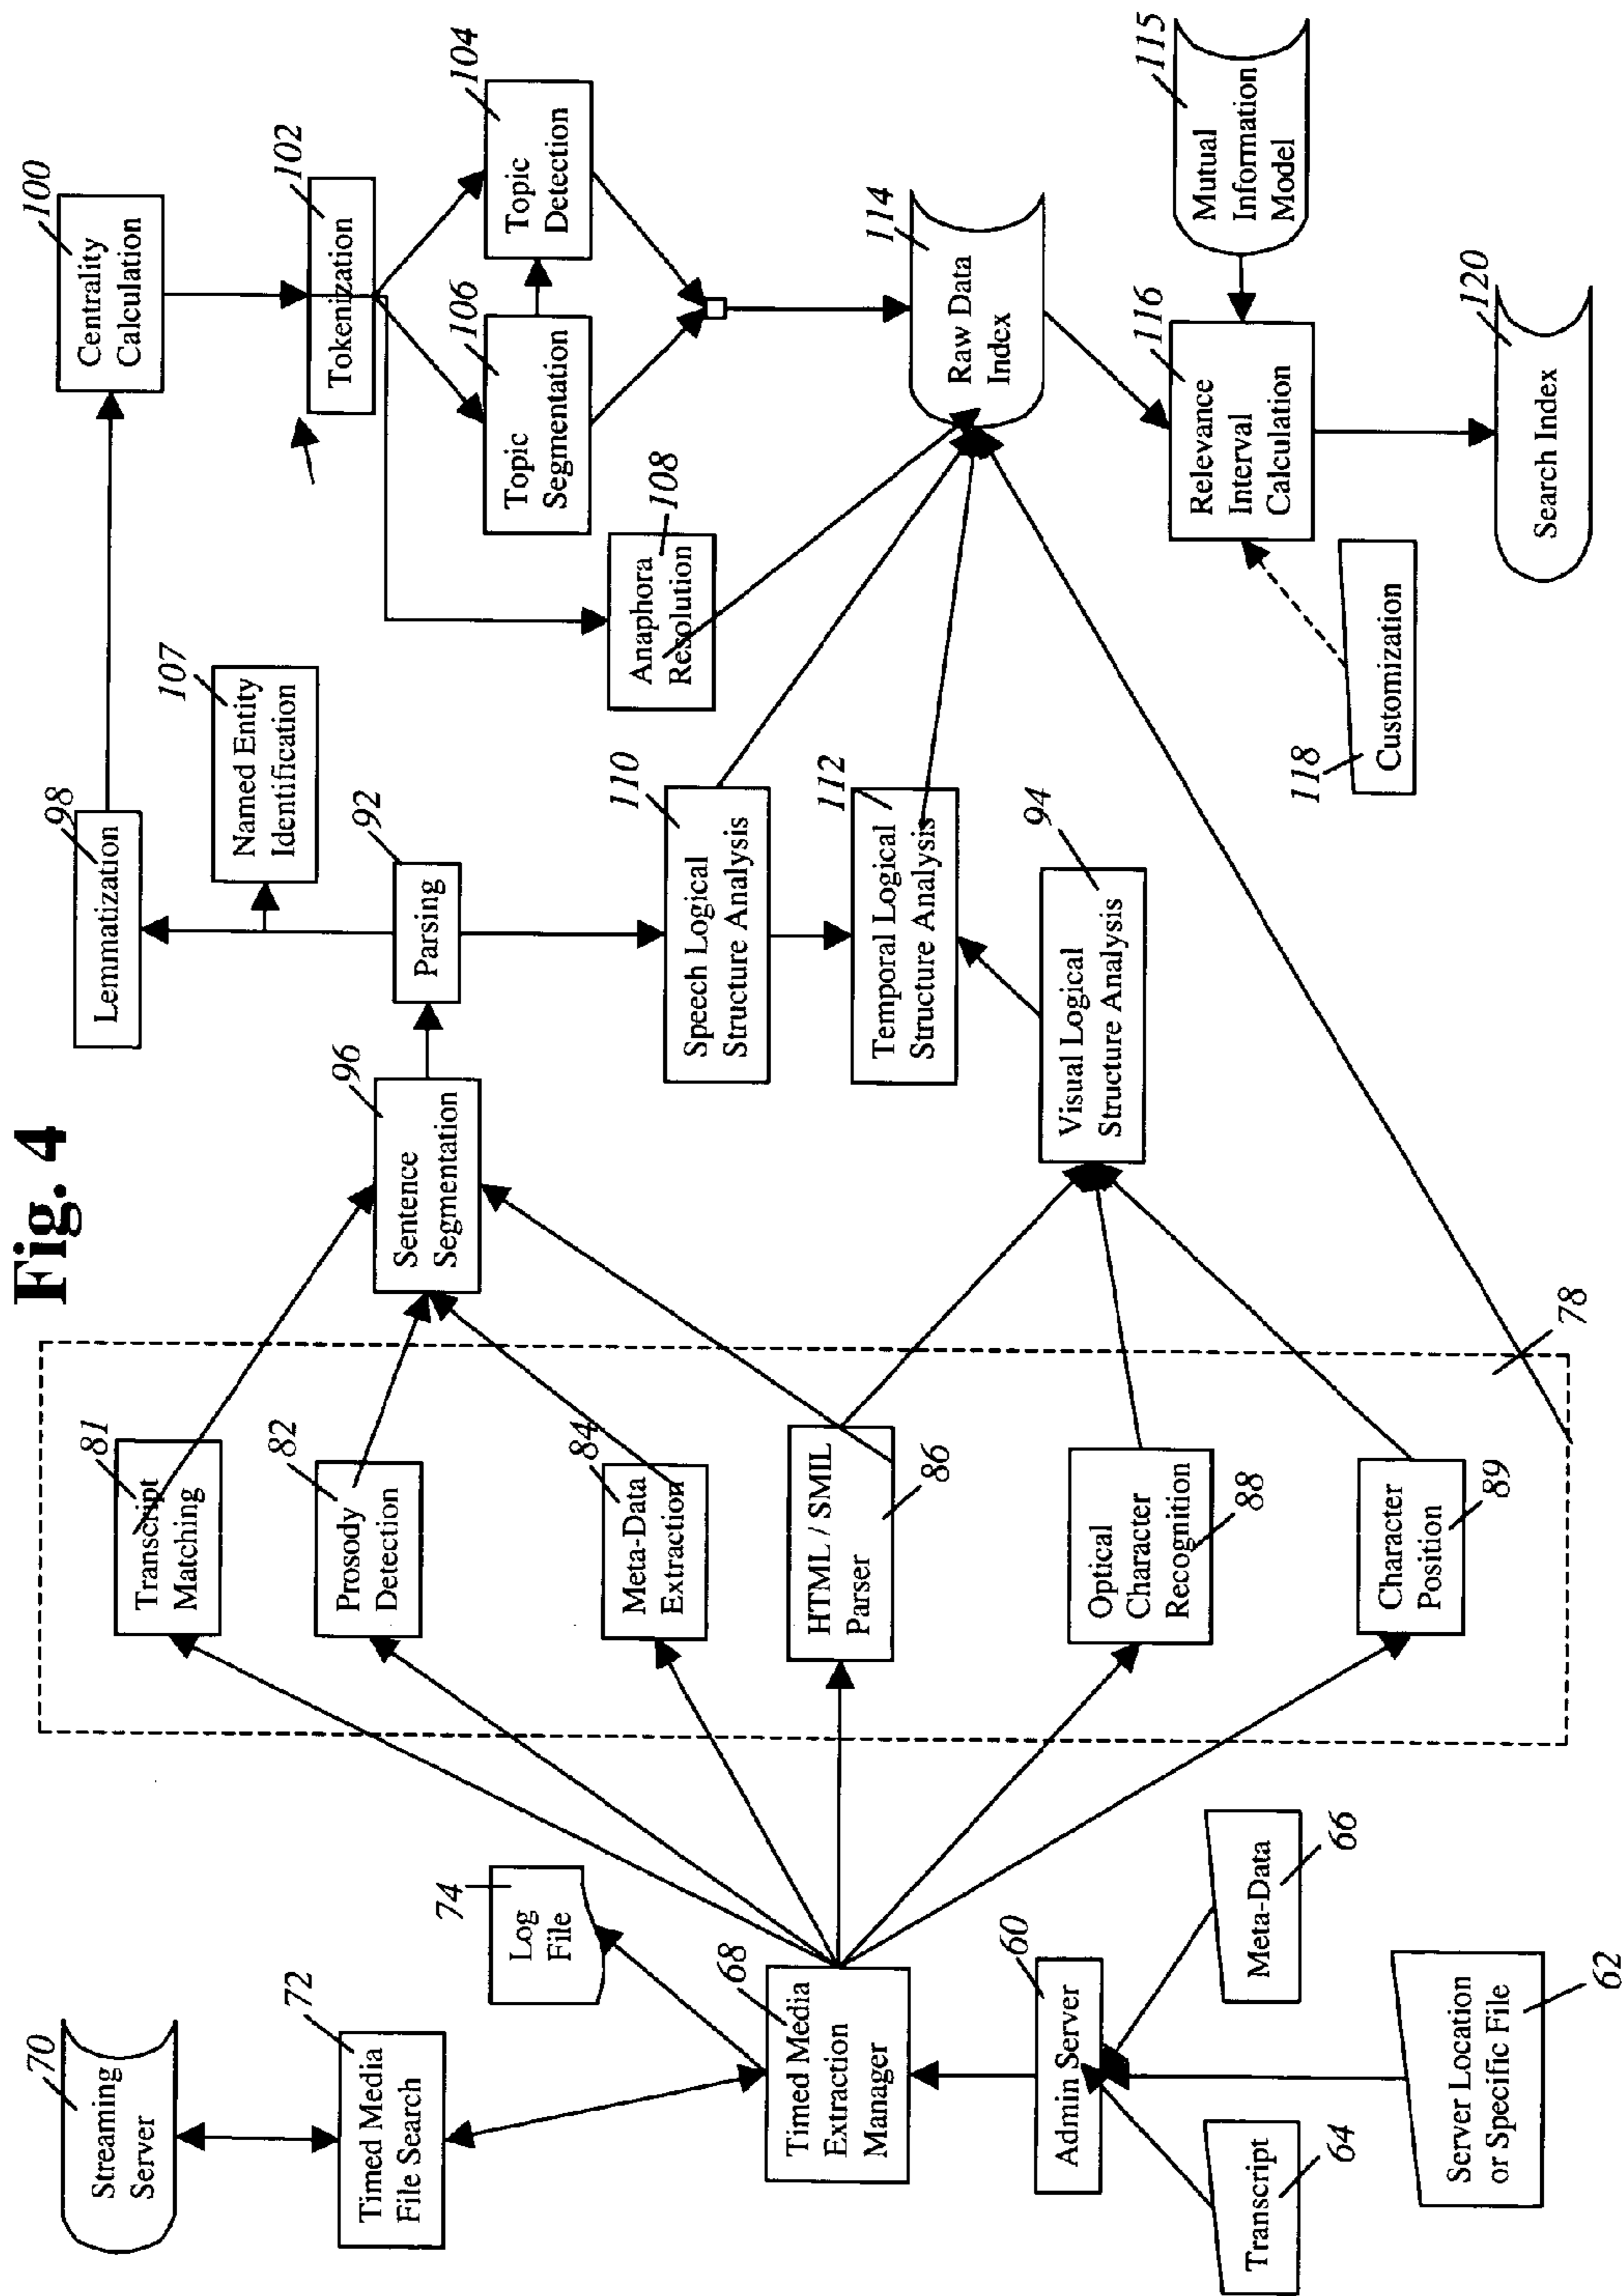 Fig. 4
70
Streaming
Server
72
Timed Media
File Search
74
Log
File
68
Timed Media
Extraction
Manager
60
Admin Server
64
Transcript
Meta-Data
66
Server Location
or Specific File
62
81
Transcript
Matching
82
Prosody
Detection
84
Meta-Data
Extraction
HTML / SMIL
Parser
86
Optical
Character
Recognition
88
Character
Position
89
78
96
Sentence
Segmentation
92
Parsing
98
Lemmatization
107
Named Entity
Identification
110
Speech Logical
Structure Analysis
112
Temporal Logical
Structure Analysis
94
Visual Logical
Structure Analysis
100
Centrality
Calculation
102
Tokenization
104
Topic
Detection
106
Topic
Segmentation
108
Anaphora
Resolution
114
Raw Data
Index
115
Mutual
Information
Model
116
Relevance
Interval
Calculation
118
Customization
120
Search Index